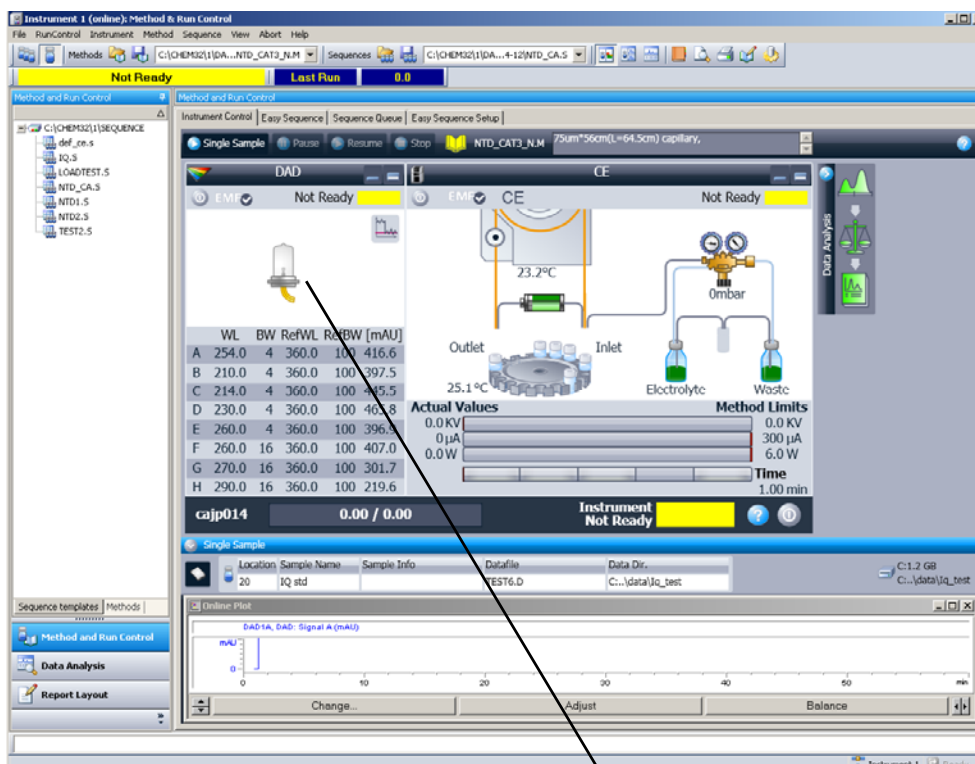 Instrument 1 (online): Method & Run Control
File RunControl Instrument Method Sequence View Abort Help
Methods C:\CHEM32\1\DA...NTD_CAT3_N.M Sequences C:\CHEM32\1\DA...4-12\NTD_CA.S
Not Ready Last Run 0.0
Method and Run Control
C:\CHEM32\1\SEQUENCE
def_ce.s
IQ.S
LOADTEST.S
NTD_CA.S
NTD1.S
NTD2.S
TEST2.S
Sequence templates Methods
Method and Run Control
Data Analysis
Report Layout
Method and Run Control
Instrument Control Easy Sequence Sequence Queue Easy Sequence Setup
Single Sample Pause Resume Stop NTD_CAT3_N.M 75um*56cm(L=64.5cm) capillary,
DAD
EMF Not Ready
WL BW RefWL RefBW [mAU]
A 254.0 4 360.0 100 416.6
B 210.0 4 360.0 100 397.5
C 214.0 4 360.0 100 445.5
D 230.0 4 360.0 100 465.8
E 260.0 4 360.0 100 396.9
F 260.0 16 360.0 100 407.0
G 270.0 16 360.0 100 301.7
H 290.0 16 360.0 100 219.6
CE
EMF CE Not Ready
23.2°C
0mbar
Outlet Inlet
25.1°C
Electrolyte Waste
Actual Values Method Limits
0.0 KV 0.0 KV
0 µA 300 µA
0.0 W 6.0 W
Time
1.00 min
Data Analysis
cajp014 0.00 / 0.00 Instrument
Not Ready
Single Sample
Location Sample Name Sample Info Datafile Data Dir.
20 IQ std TEST6.D C:..\data\Iq_test
C:1.2 GB
C:..\data\Iq_test
Online Plot
DAD1A, DAD: Signal A (mAU)
mAU
0
0 10 20 30 40 50 min
Change... Adjust Balance
Instrument 1 Ready